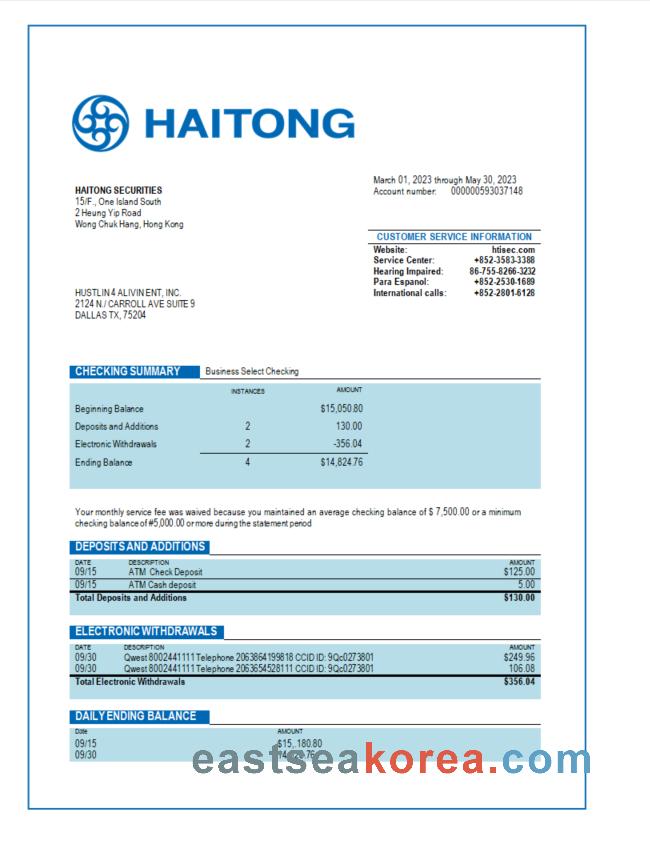 HAITONG
March 01, 2023 through May 30, 2023
Account number: 000000593037148
HAITONG SECURITIES
15/F., One Island South
2 Heung Yip Road
Wong Chuk Hang, Hong Kong
CUSTOMER SERVICE INFORMATION
Website: htisec.com
Service Center: +852-3583-3388
Hearing Impaired: 86-755-8266-3232
Para Espanol: +852-2530-1689
International calls: +852-2801-6128
HUSTLIN 4 ALIVIN ENT, INC.
2124 N./ CARROLL AVE SUITE 9
DALLAS TX, 75204
CHECKING SUMMARY Business Select Checking
INSTANCES AMOUNT
Beginning Balance $15,050.80
Deposits and Additions 2 130.00
Electronic Withdrawals 2 -356.04
Ending Balance 4 $14,824.76
Your monthly service fee was waived because you maintained an average checking balance of $ 7,500.00 or a minimum
checking balance of #5,000.00 or more during the statement period
DEPOSITS AND ADDITIONS
DATE DESCRIPTION AMOUNT
09/15 ATM Check Deposit $125.00
09/15 ATM Cash deposit 5.00
Total Deposits and Additions $130.00
ELECTRONIC WITHDRAWALS
DATE DESCRIPTION AMOUNT
09/30 Qwest 8002441111 Telephone 2063864199818 CCID ID: 9Qc0273801 $249.96
09/30 Qwest 8002441111 Telephone 2063654528111 CCID ID: 9Qc0273801 106.08
Total Electronic Withdrawals $356.04
DAILY ENDING BALANCE
Date AMOUNT
09/15 $15,.180.80
09/30
eastseakorea.com